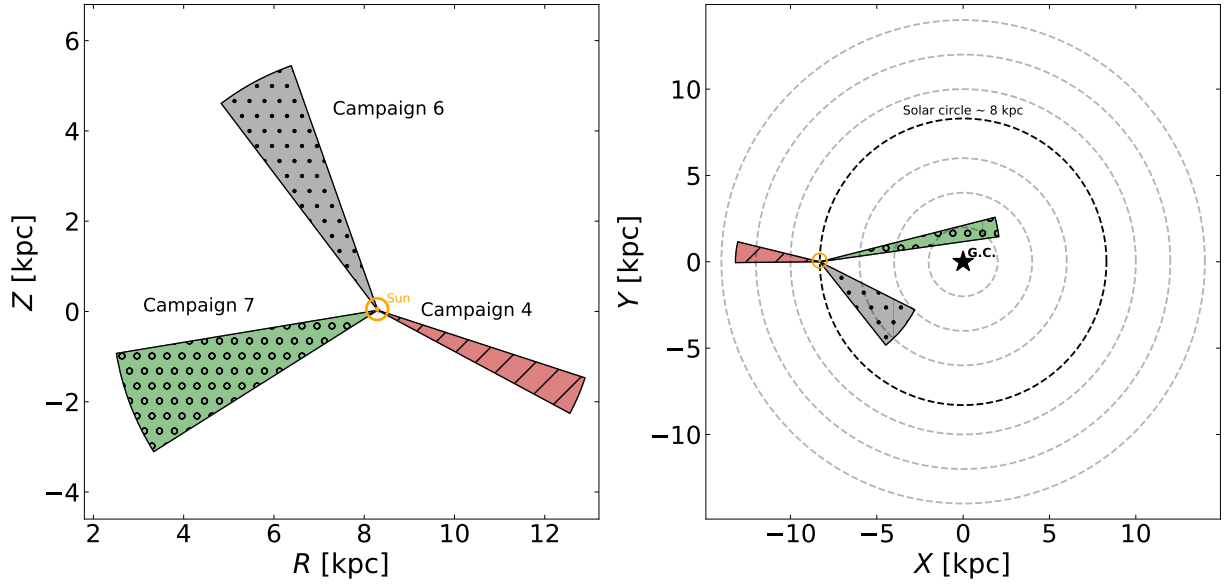 6
4
2
0
−2
−4
Z [kpc]
Campaign 6
Campaign 7
Sun
Campaign 4
2
4
6
8
10
12
R [kpc]
10
5
0
−5
−10
Y [kpc]
Solar circle ~ 8 kpc
G.C.
−10
−5
0
5
10
X [kpc]